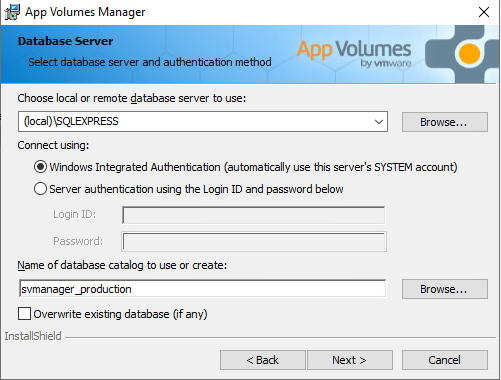 App Volumes Manager
Database Server
Select database server and authentication method
App Volumes
by vmware
Choose local or remote database server to use:
(local)\SQLEXPRESS
Browse...
Connect using:
Windows Integrated Authentication (automatically use this server's SYSTEM account)
Server authentication using the Login ID and password below
Login ID:
Password:
Name of database catalog to use or create:
svmanager_production
Browse...
Overwrite existing database (if any)
InstallShield
< Back
Next >
Cancel